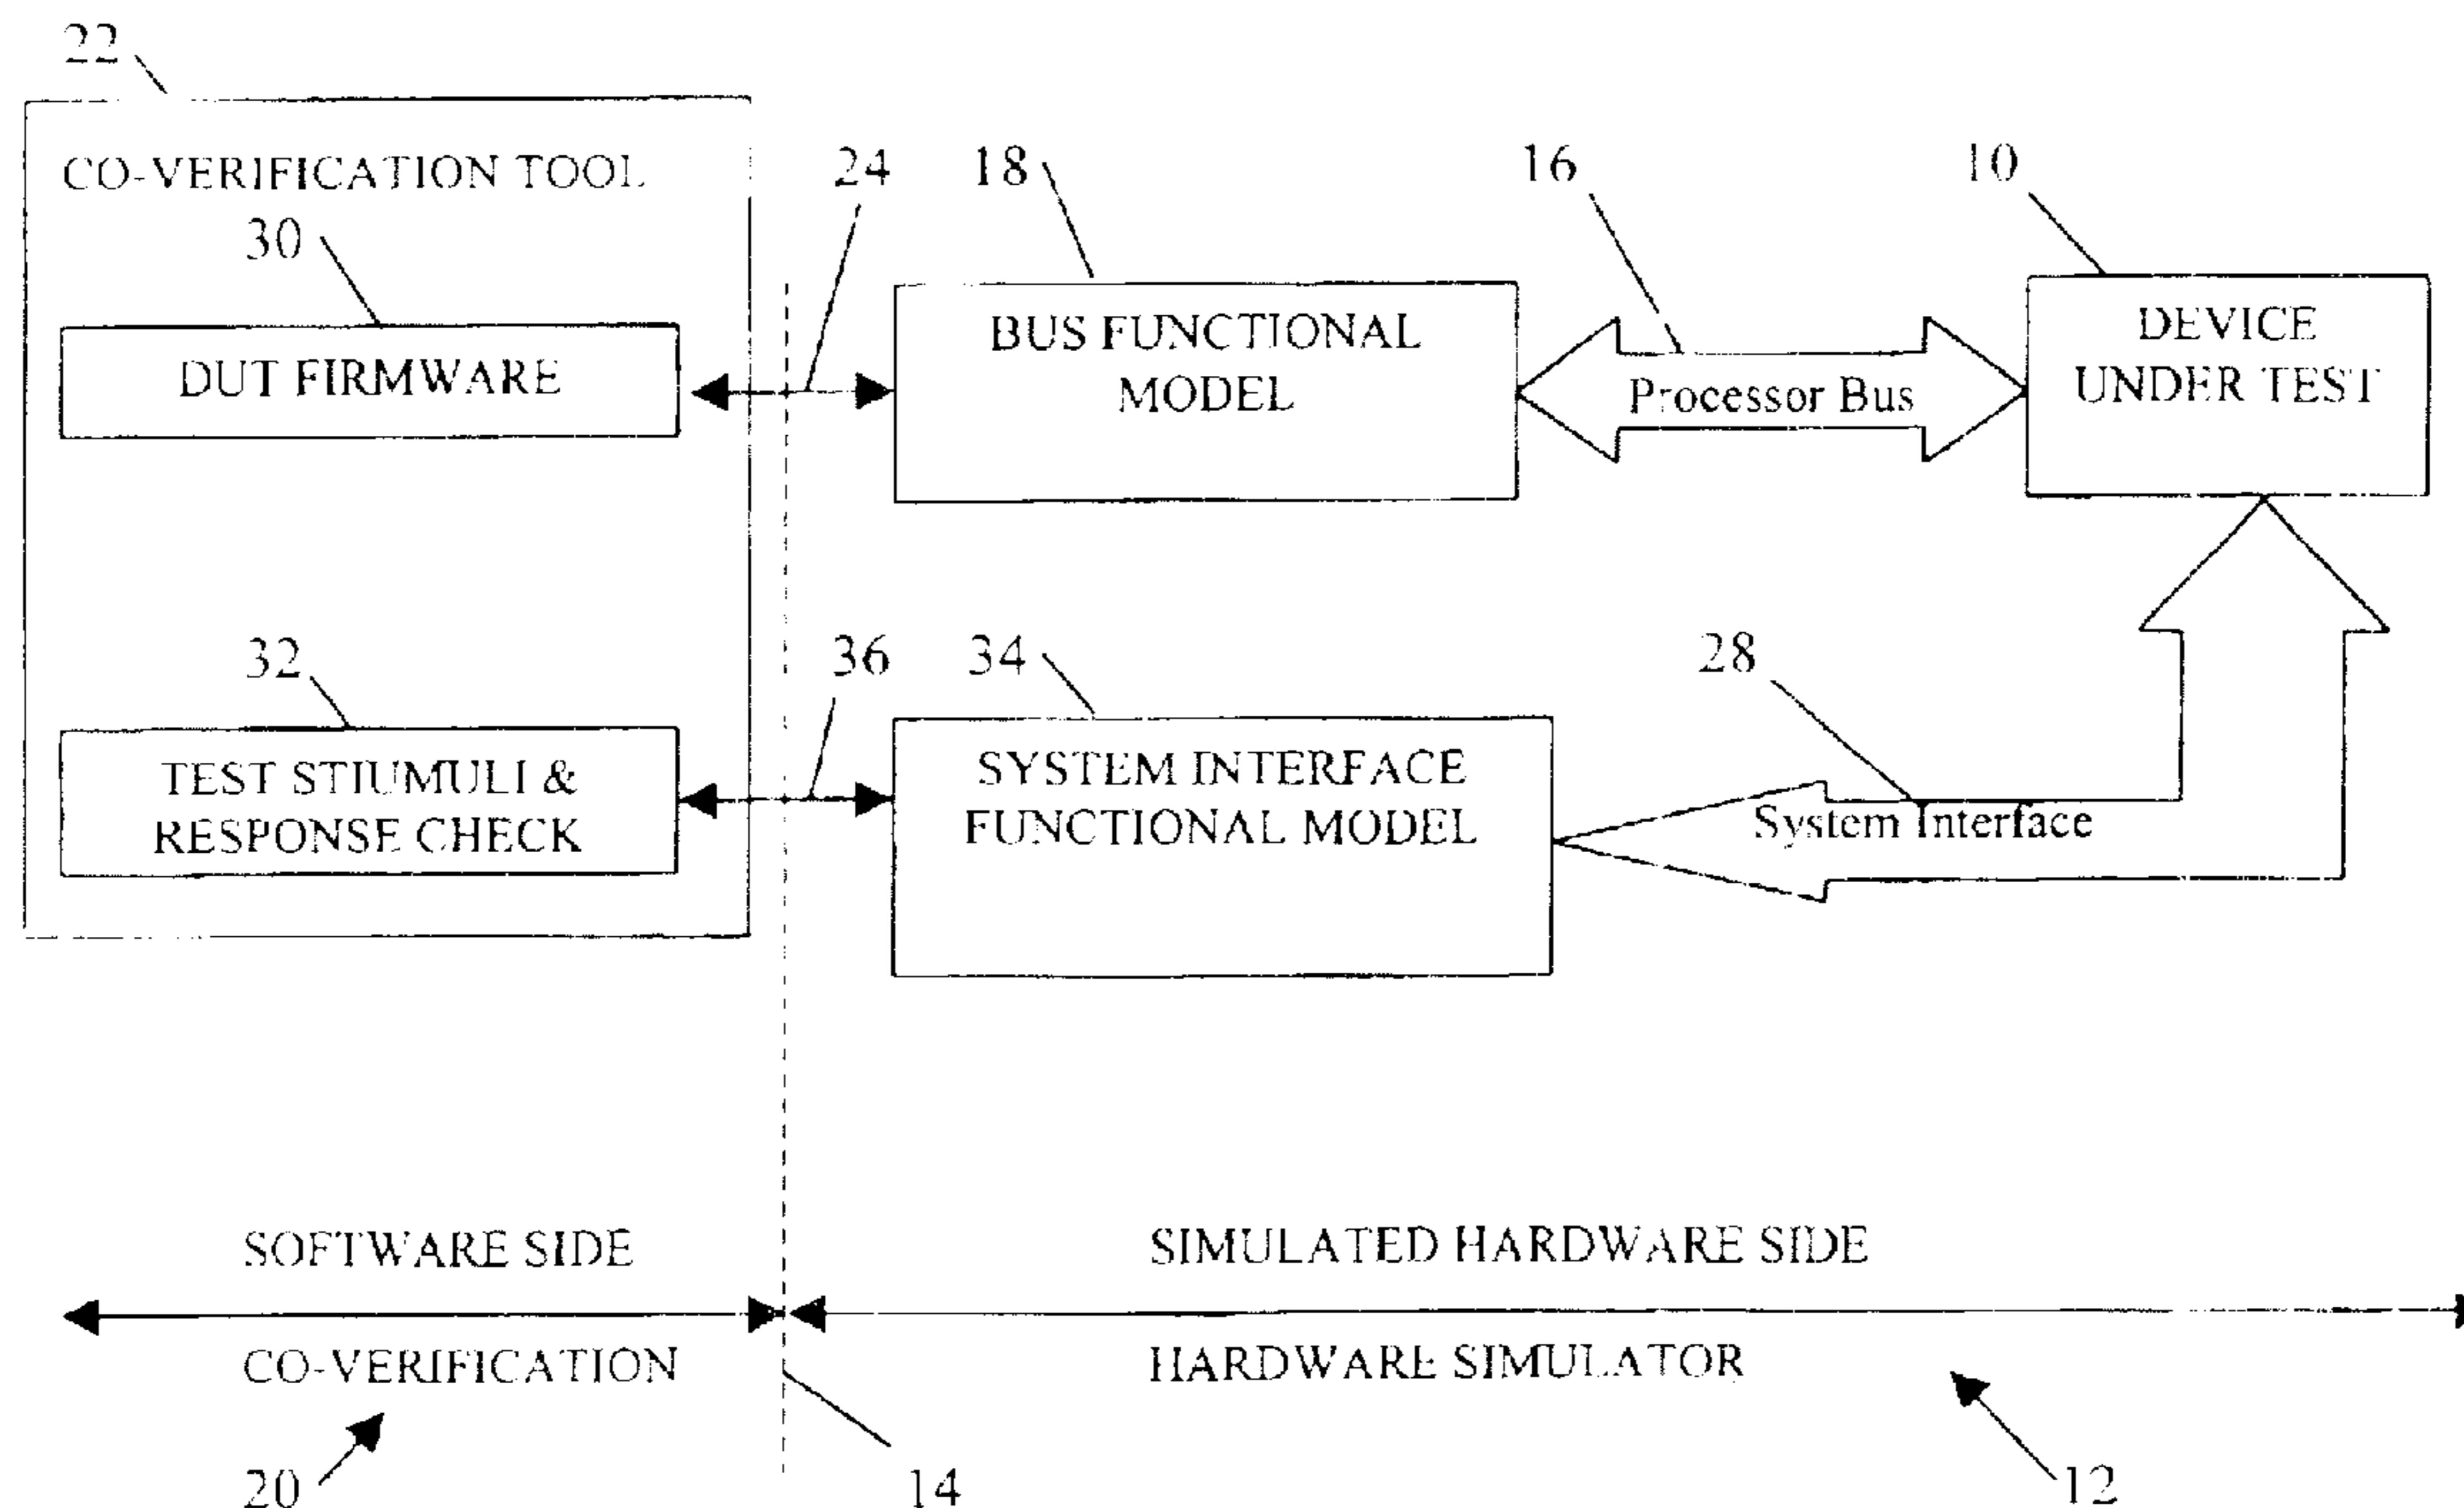 22
CO-VERIFICATION TOOL
30
DUT FIRMWARE
24
18
BUS FUNCTIONAL
MODEL
16
Processor Bus
10
DEVICE
UNDER TEST
32
TEST STIUMULI &
RESPONSE CHECK
36
34
SYSTEM INTERFACE
FUNCTIONAL MODEL
28
System Interface
SOFTWARE SIDE
SIMULATED HARDWARE SIDE
CO-VERIFICATION
HARDWARE SIMULATOR
20
14
12